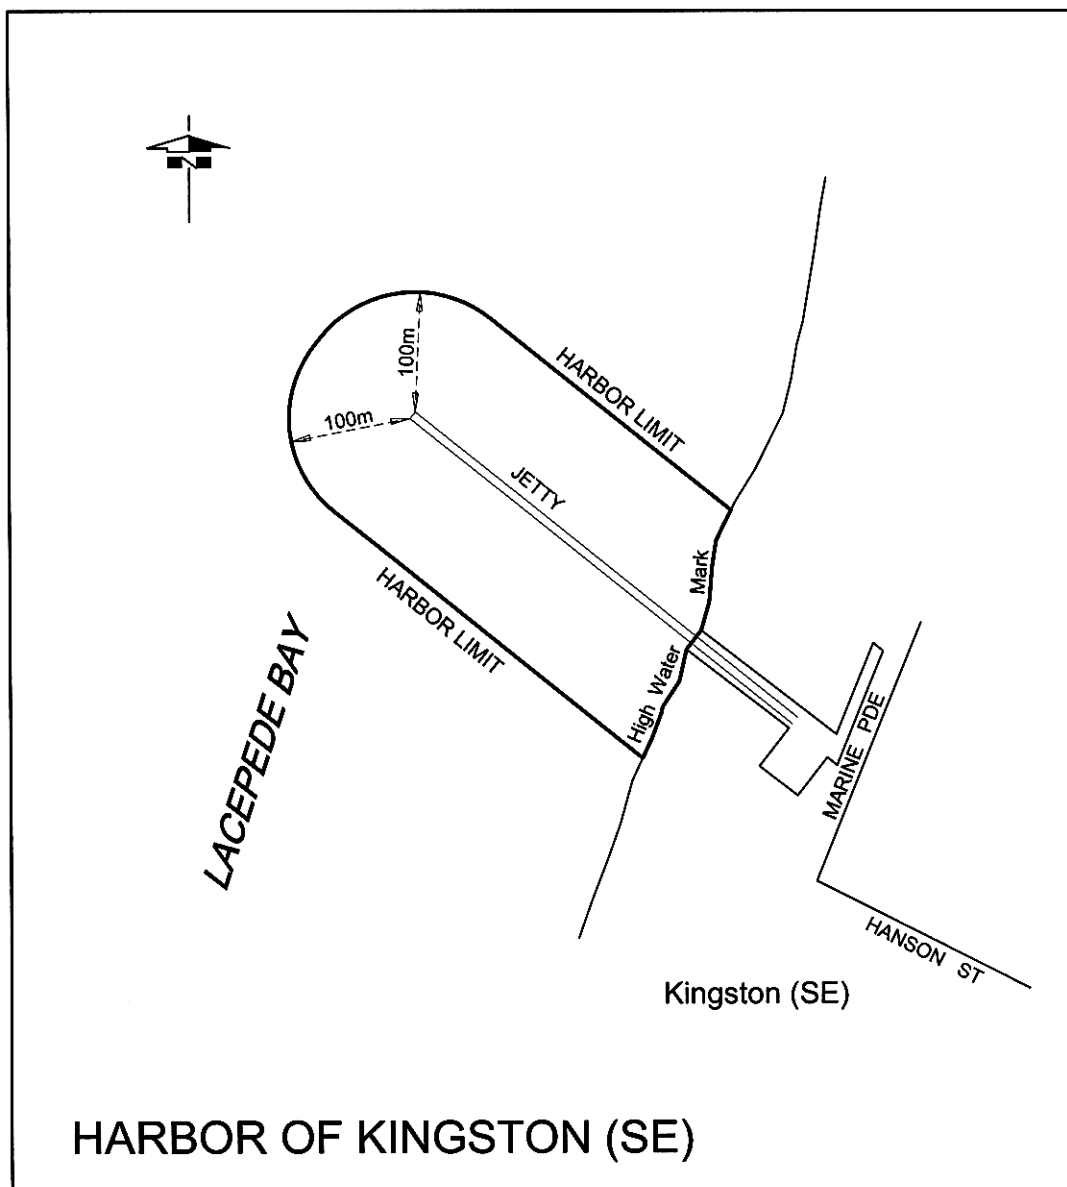 N
100m
100m
HARBOR LIMIT
JETTY
Mark
HARBOR LIMIT
High Water
LACEPEDE BAY
MARINE PDE
HANSON ST
Kingston (SE)
HARBOR OF KINGSTON (SE)